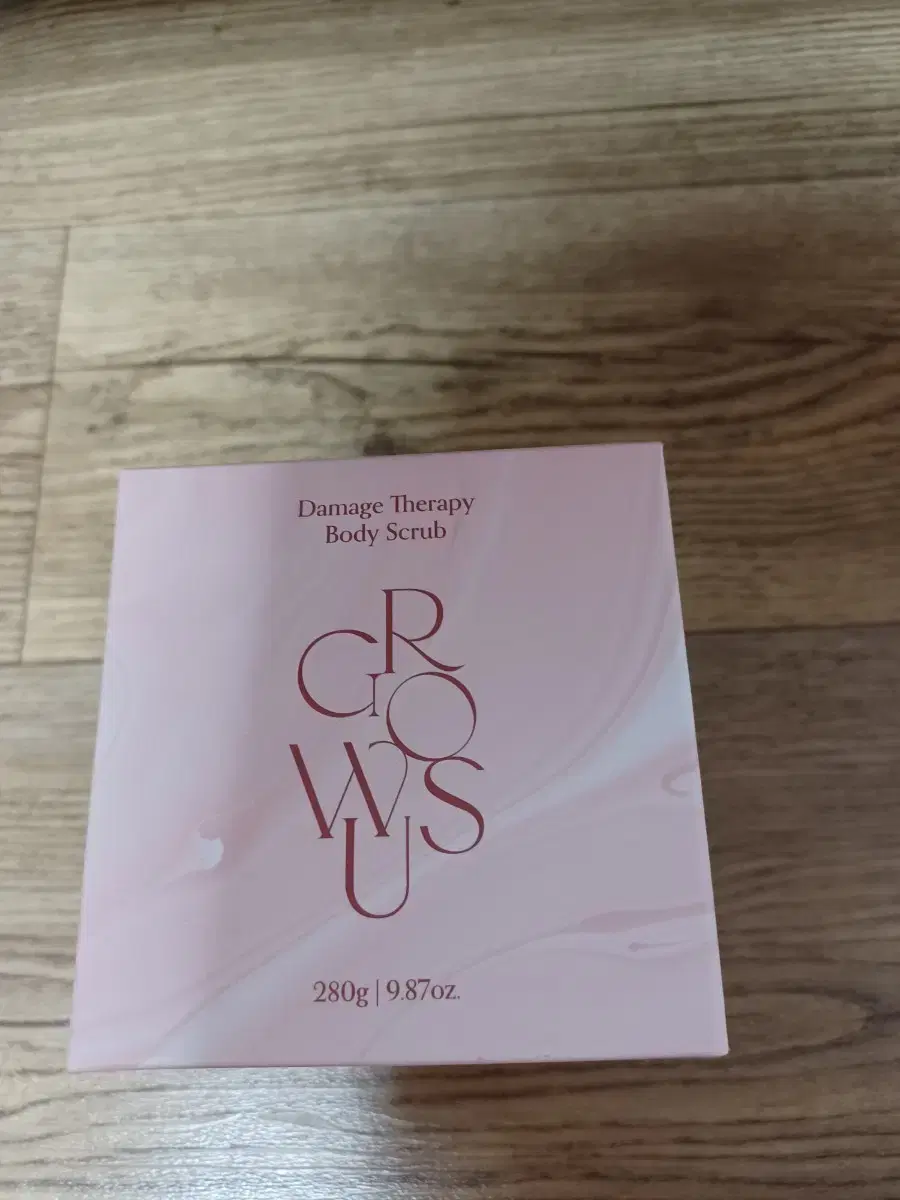 Damage Therapy
Body Scrub
GROWUS
280g | 9.87oz.